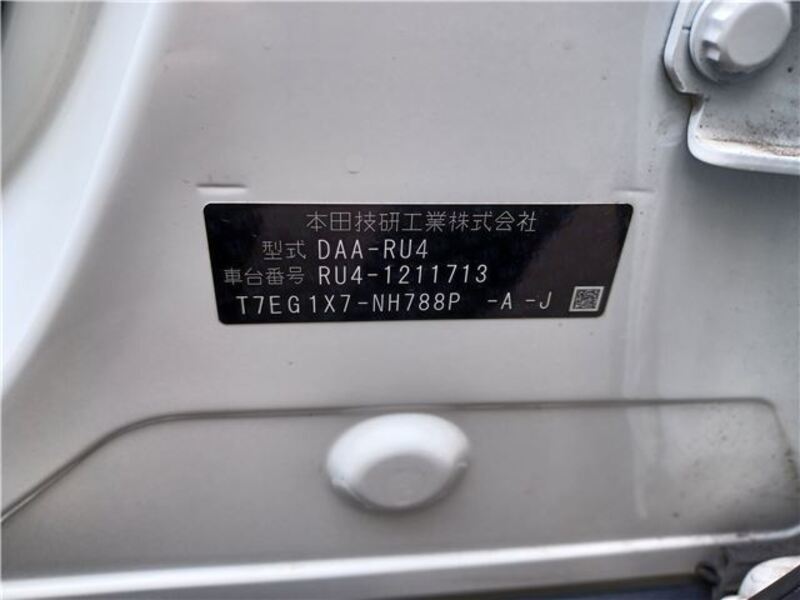 本田技研工業株式会社
型式 DAA-RU4
車台番号 RU4-1211713
T7EG1X7-NH788P -A -J